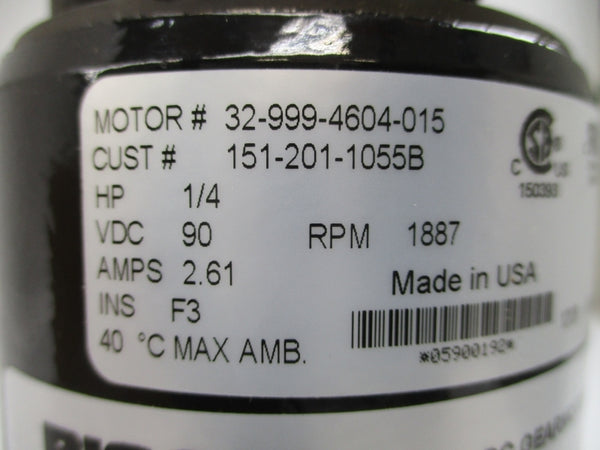 MOTOR # 32-999-4604-015
CUST # 151-201-1055B
HP 1/4
VDC 90 RPM 1887
AMPS 2.61
INS F3
40 °C MAX AMB.
Made in USA
*05900192*
C US
150393